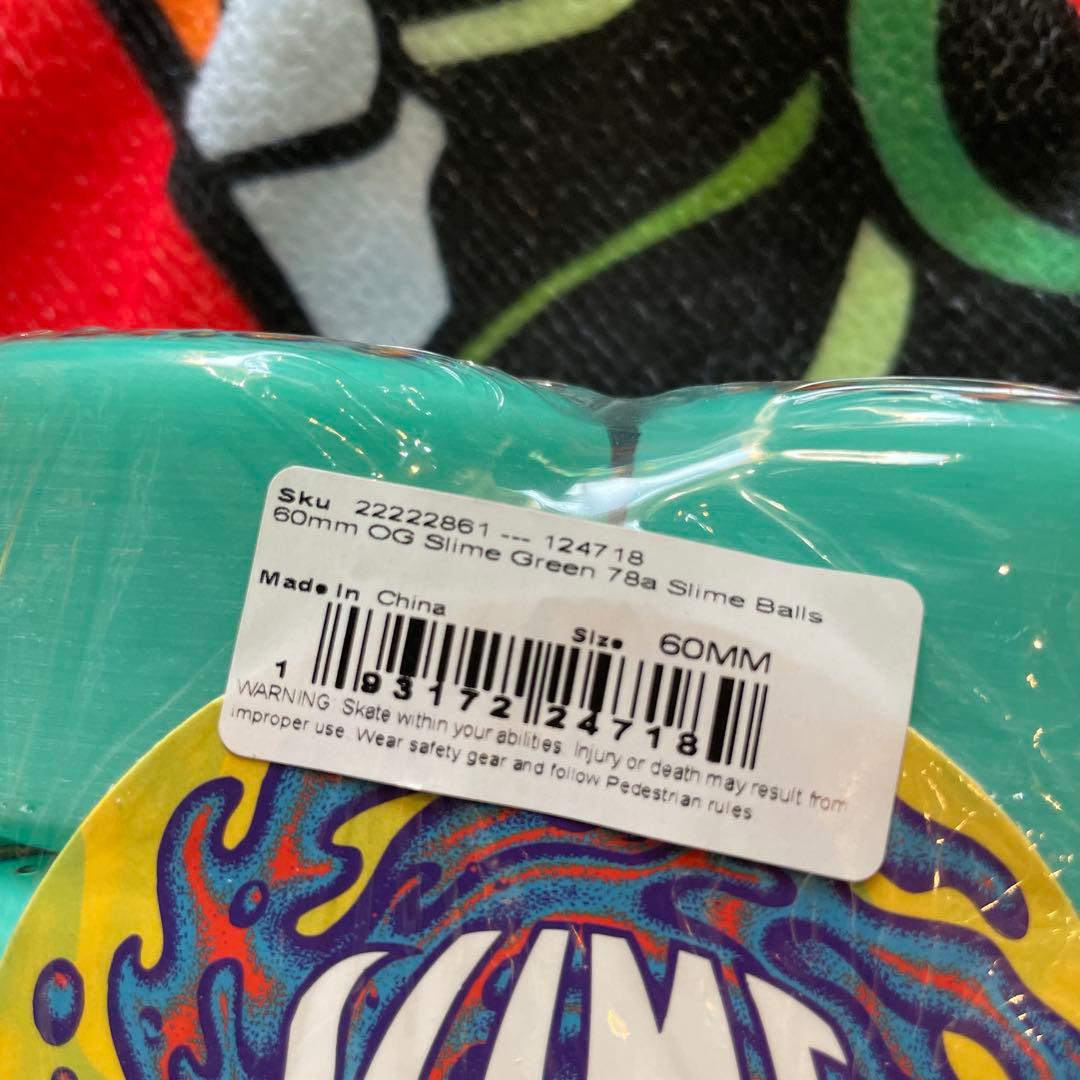 Sku 22222861 --- 124718
60mm OG Slime Green 78a Slime Balls
Made In China
Size 60MM
1 93172 24718
WARNING Skate within your abilities. Injury or death may result from
improper use. Wear safety gear and follow Pedestrian rules
SLIME